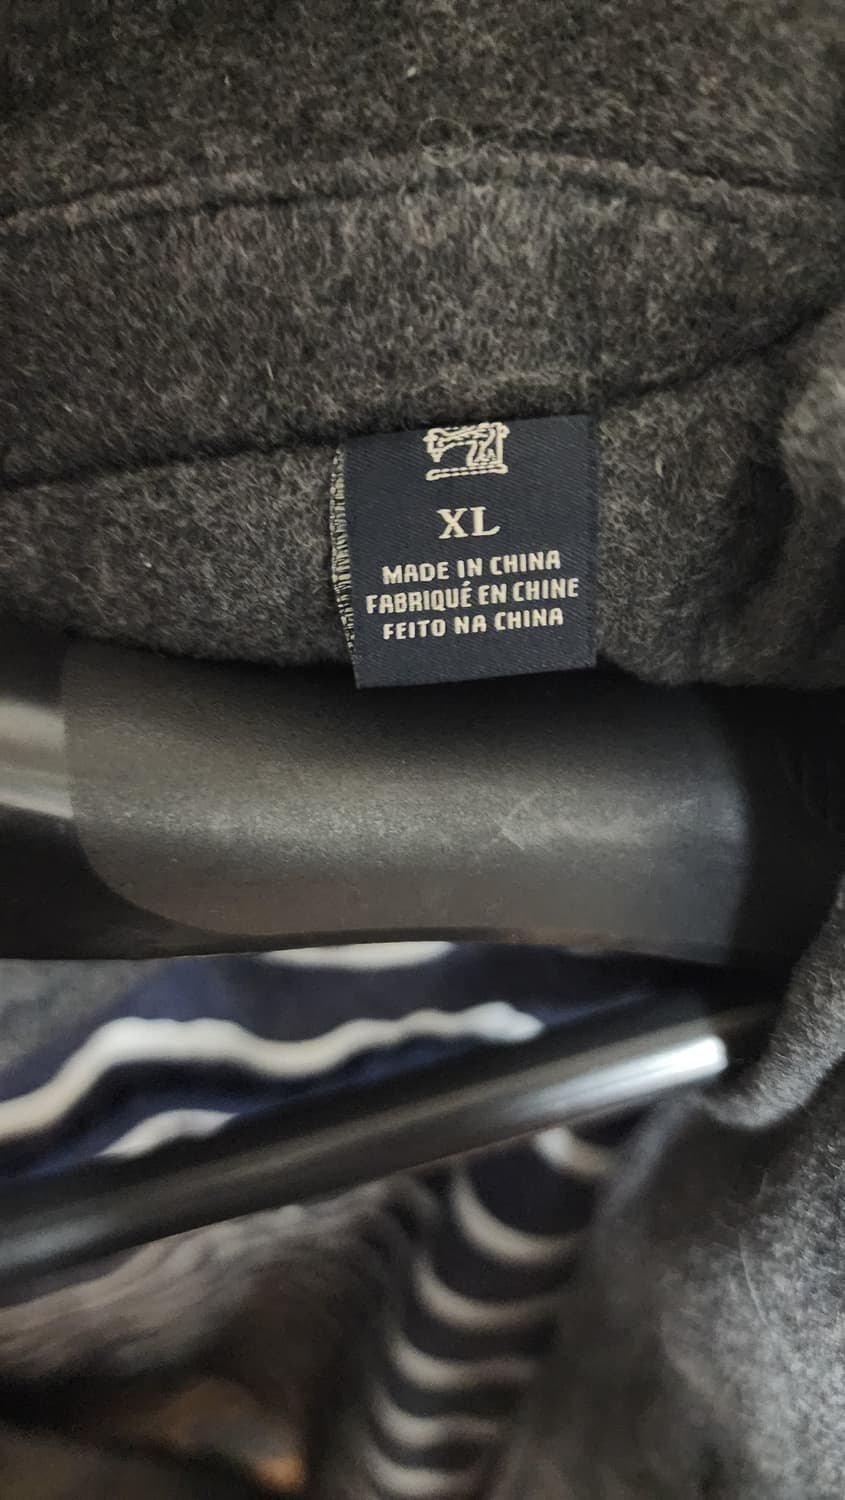 XL
MADE IN CHINA
FABRIQUÉ EN CHINE
FEITO NA CHINA